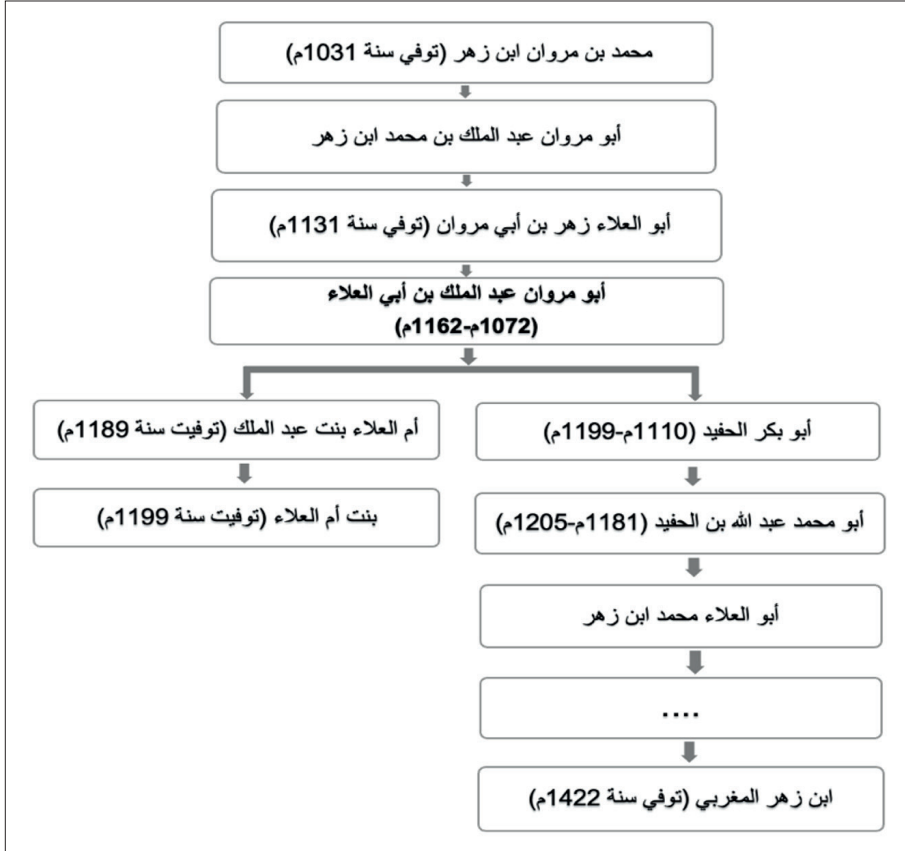 محمد بن مروان ابن زهر (توفي سنة 1031م)
أبو مروان عبد الملك بن محمد ابن زهر
أبو العلاء زهر بن أبي مروان (توفي سنة 1131م)
أبو مروان عبد الملك بن أبي العلاء
(1072م-1162م)
أبو بكر الحفيد (1110م-1199م)
أم العلاء بنت عبد الملك (توفيت سنة 1189م)
أبو محمد عبد الله بن الحفيد (1181م-1205م)
بنت أم العلاء (توفيت سنة 1199م)
أبو العلاء محمد ابن زهر
....
ابن زهر المغربي (توفي سنة 1422م)